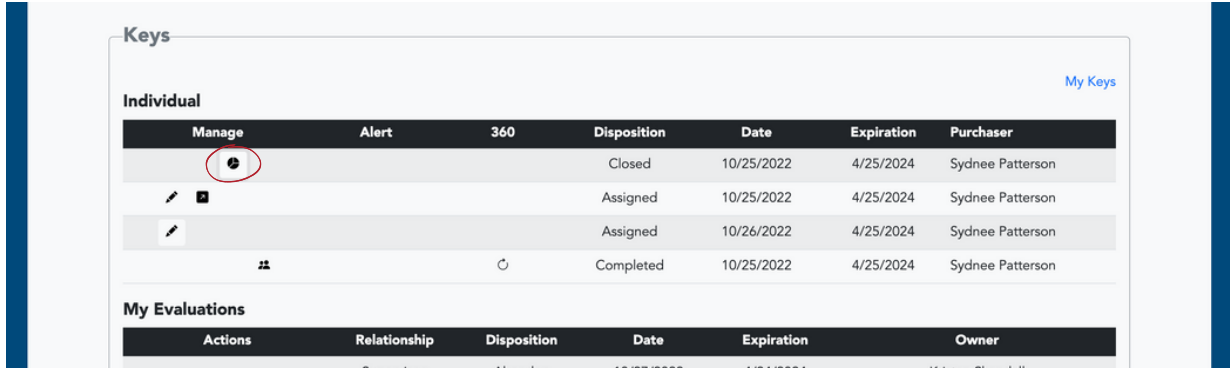 Keys
My Keys
Individual
Manage Alert 360 Disposition Date Expiration Purchaser
Closed 10/25/2022 4/25/2024 Sydnee Patterson
Assigned 10/25/2022 4/25/2024 Sydnee Patterson
Assigned 10/26/2022 4/25/2024 Sydnee Patterson
Completed 10/25/2022 4/25/2024 Sydnee Patterson
My Evaluations
Actions Relationship Disposition Date Expiration Owner